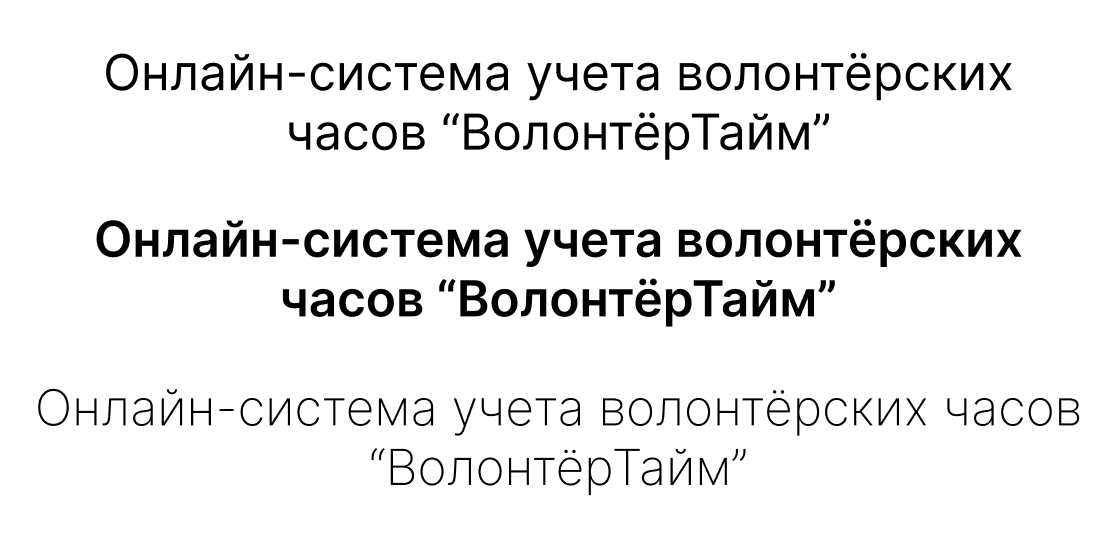 Онлайн-система учета волонтёрских
часов “ВолонтёрТайм”
Онлайн-система учета волонтёрских
часов “ВолонтёрТайм”
Онлайн-система учета волонтёрских часов
“ВолонтёрТайм”